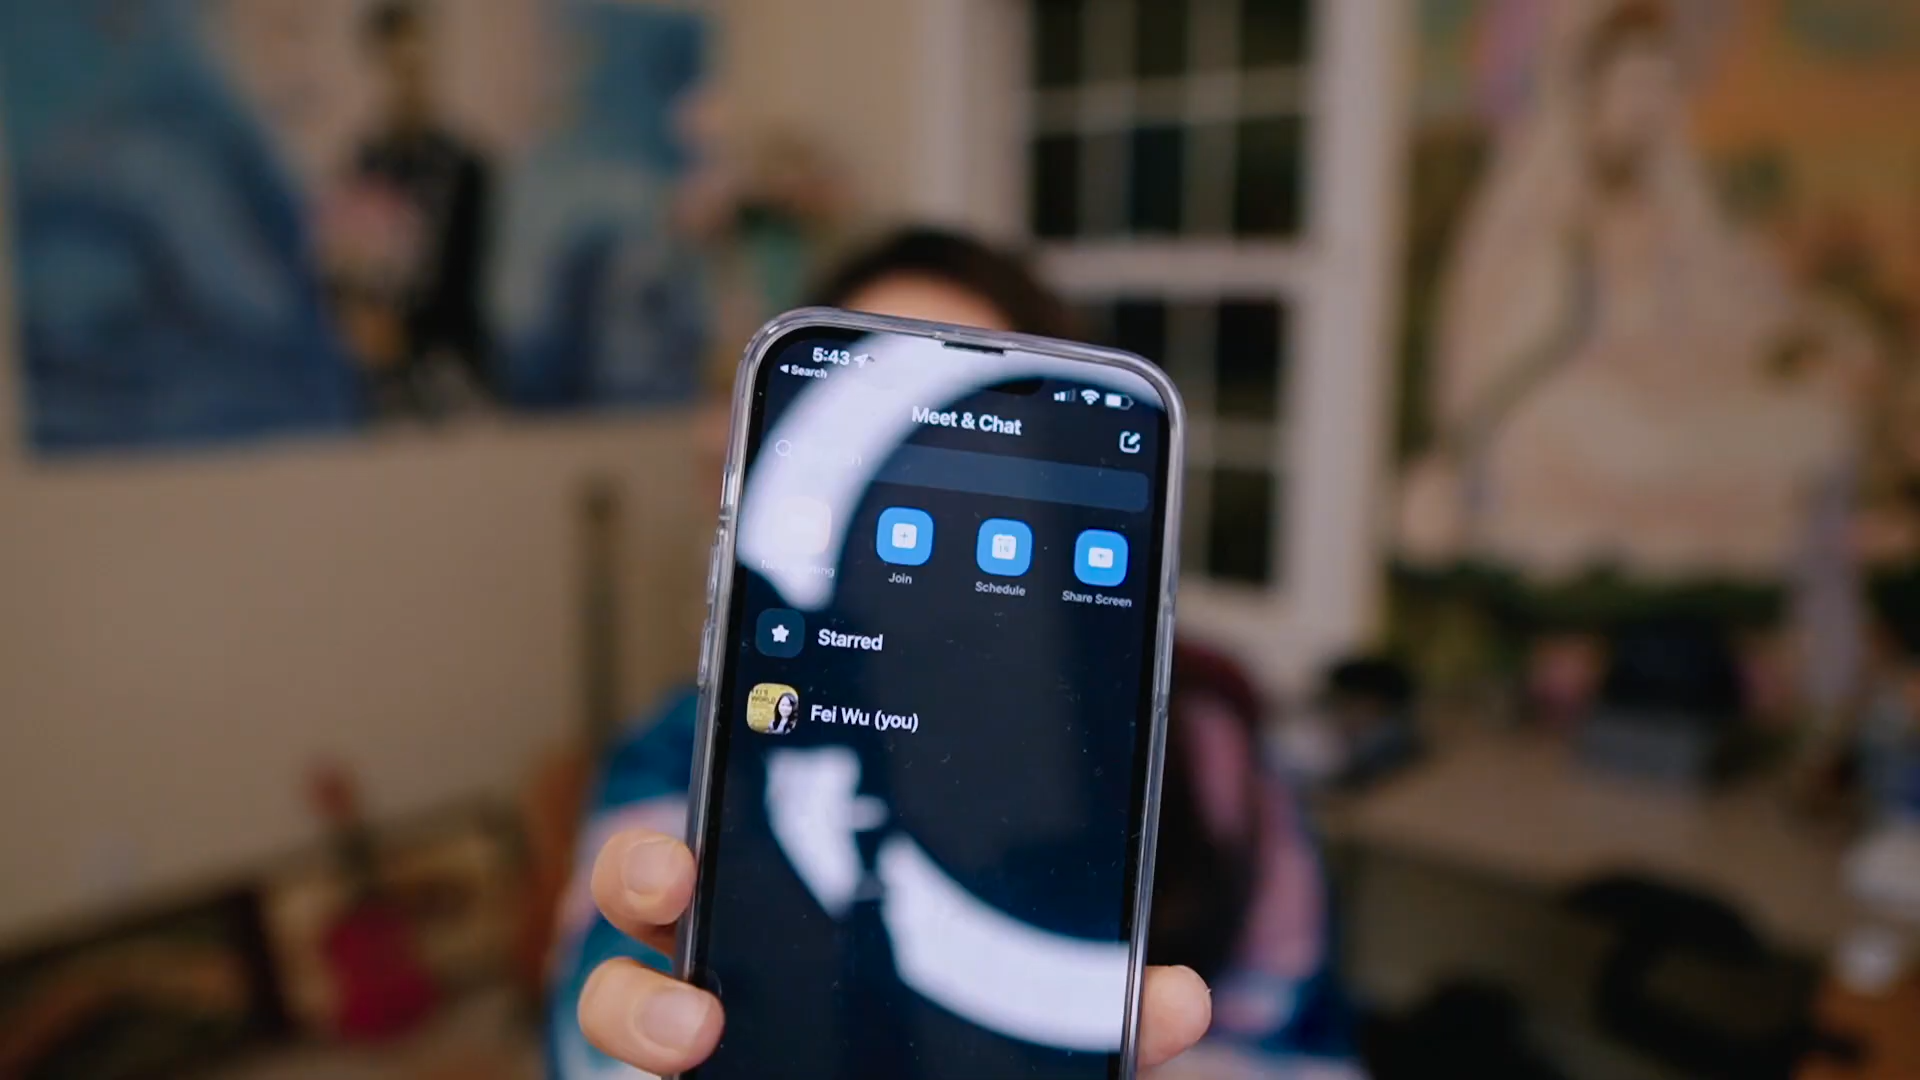 5:43
Search
Meet & Chat
Join
Schedule
Share Screen
Starred
Fei Wu (you)